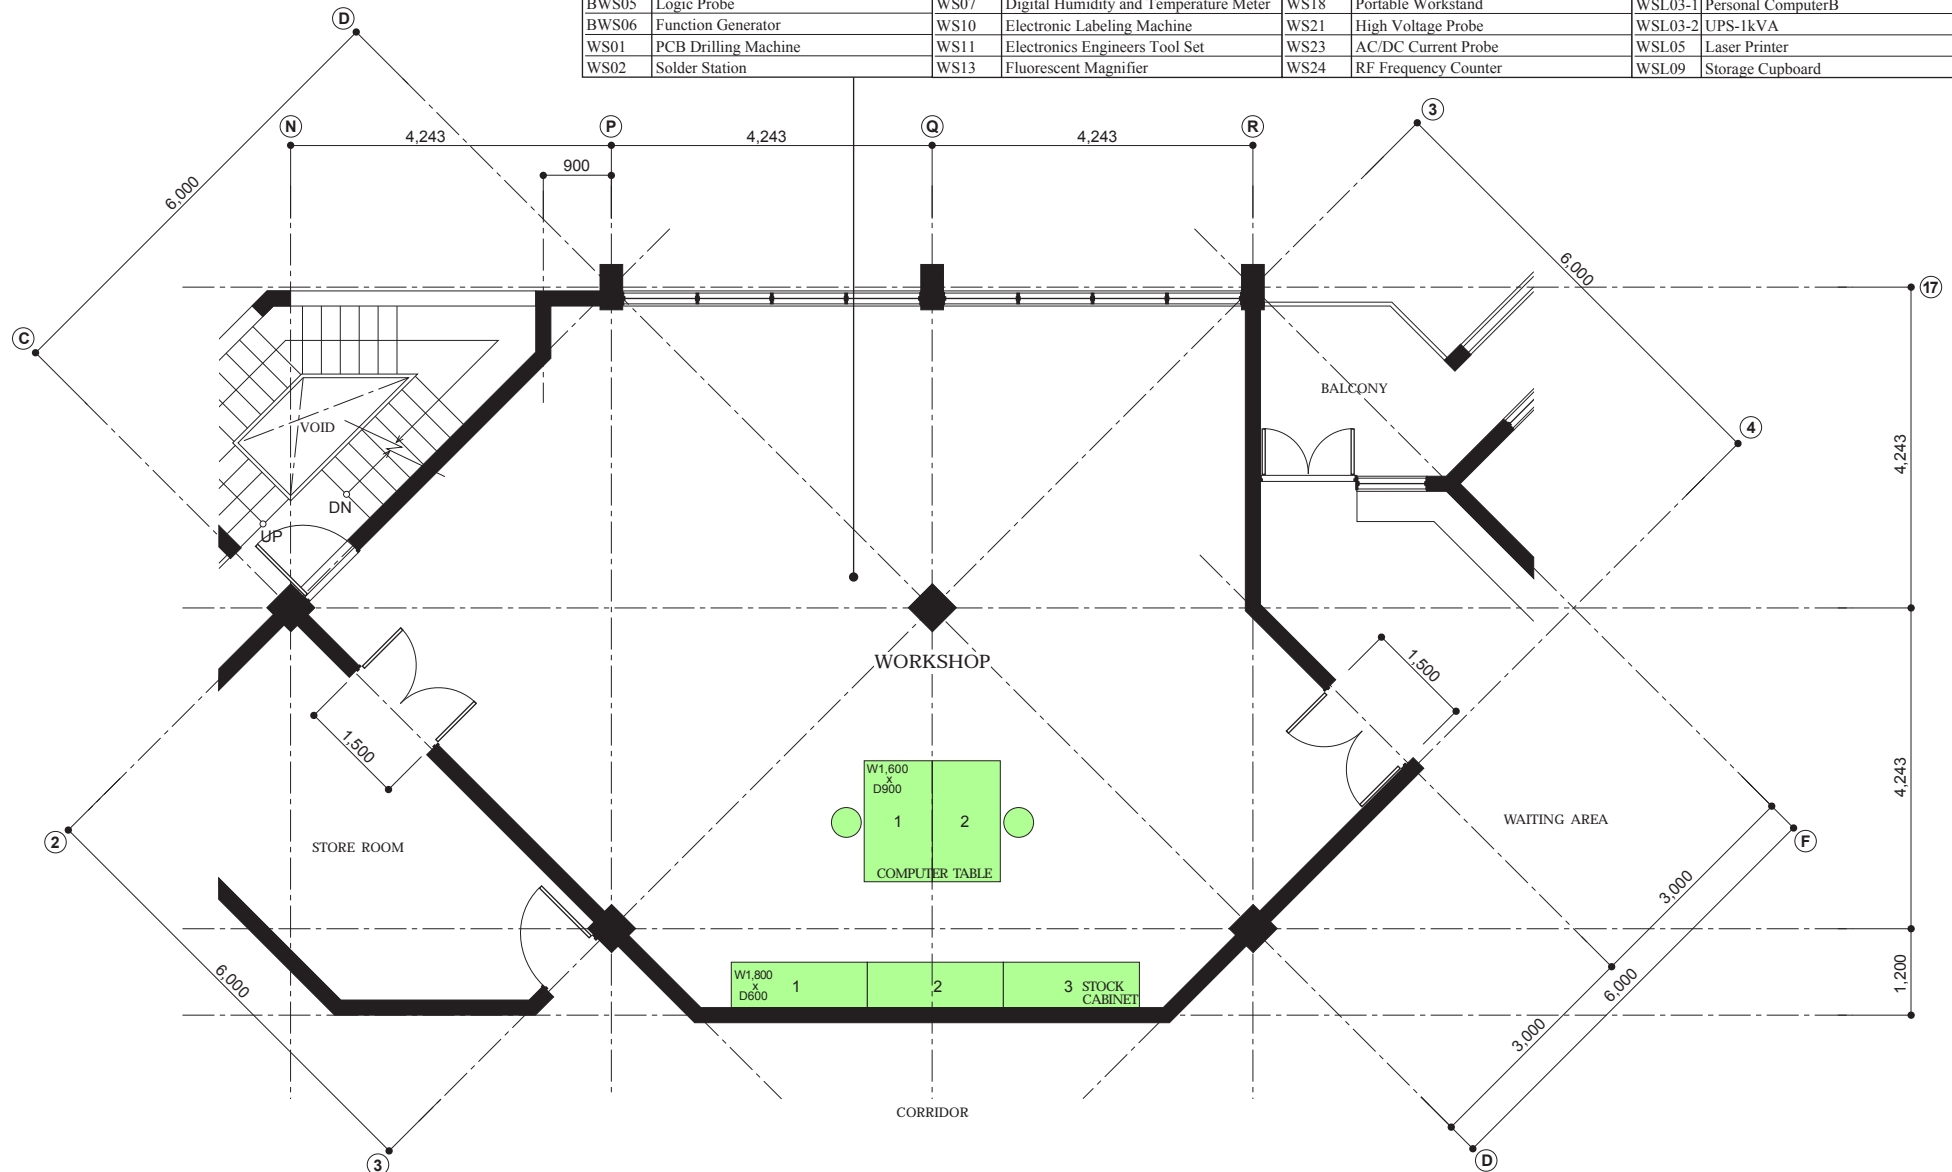 BWS05 Logic Probe WS07 Digital Humidity and Temperature Meter WS18 Portable Workstand WSL03-1 Personal ComputerB
BWS06 Function Generator WS10 Electronic Labeling Machine WS21 High Voltage Probe WSL03-2 UPS-1kVA
WS01 PCB Drilling Machine WS11 Electronics Engineers Tool Set WS23 AC/DC Current Probe WSL05 Laser Printer
WS02 Solder Station WS13 Fluorescent Magnifier WS24 RF Frequency Counter WSL09 Storage Cupboard
D
3
N P Q R
4,243 4,243 4,243
900
6,000
6,000
17
C
BALCONY
VOID
4
4,243
DN
UP
WORKSHOP
1,500
1,500
W1,600
x
D900
1 2
COMPUTER TABLE
4,243
WAITING AREA
2
STORE ROOM
F
3,000
6,000
W1,800
x
D600
1 2 3 STOCK
CABINET
1,200
6,000
3,000
CORRIDOR
3
D